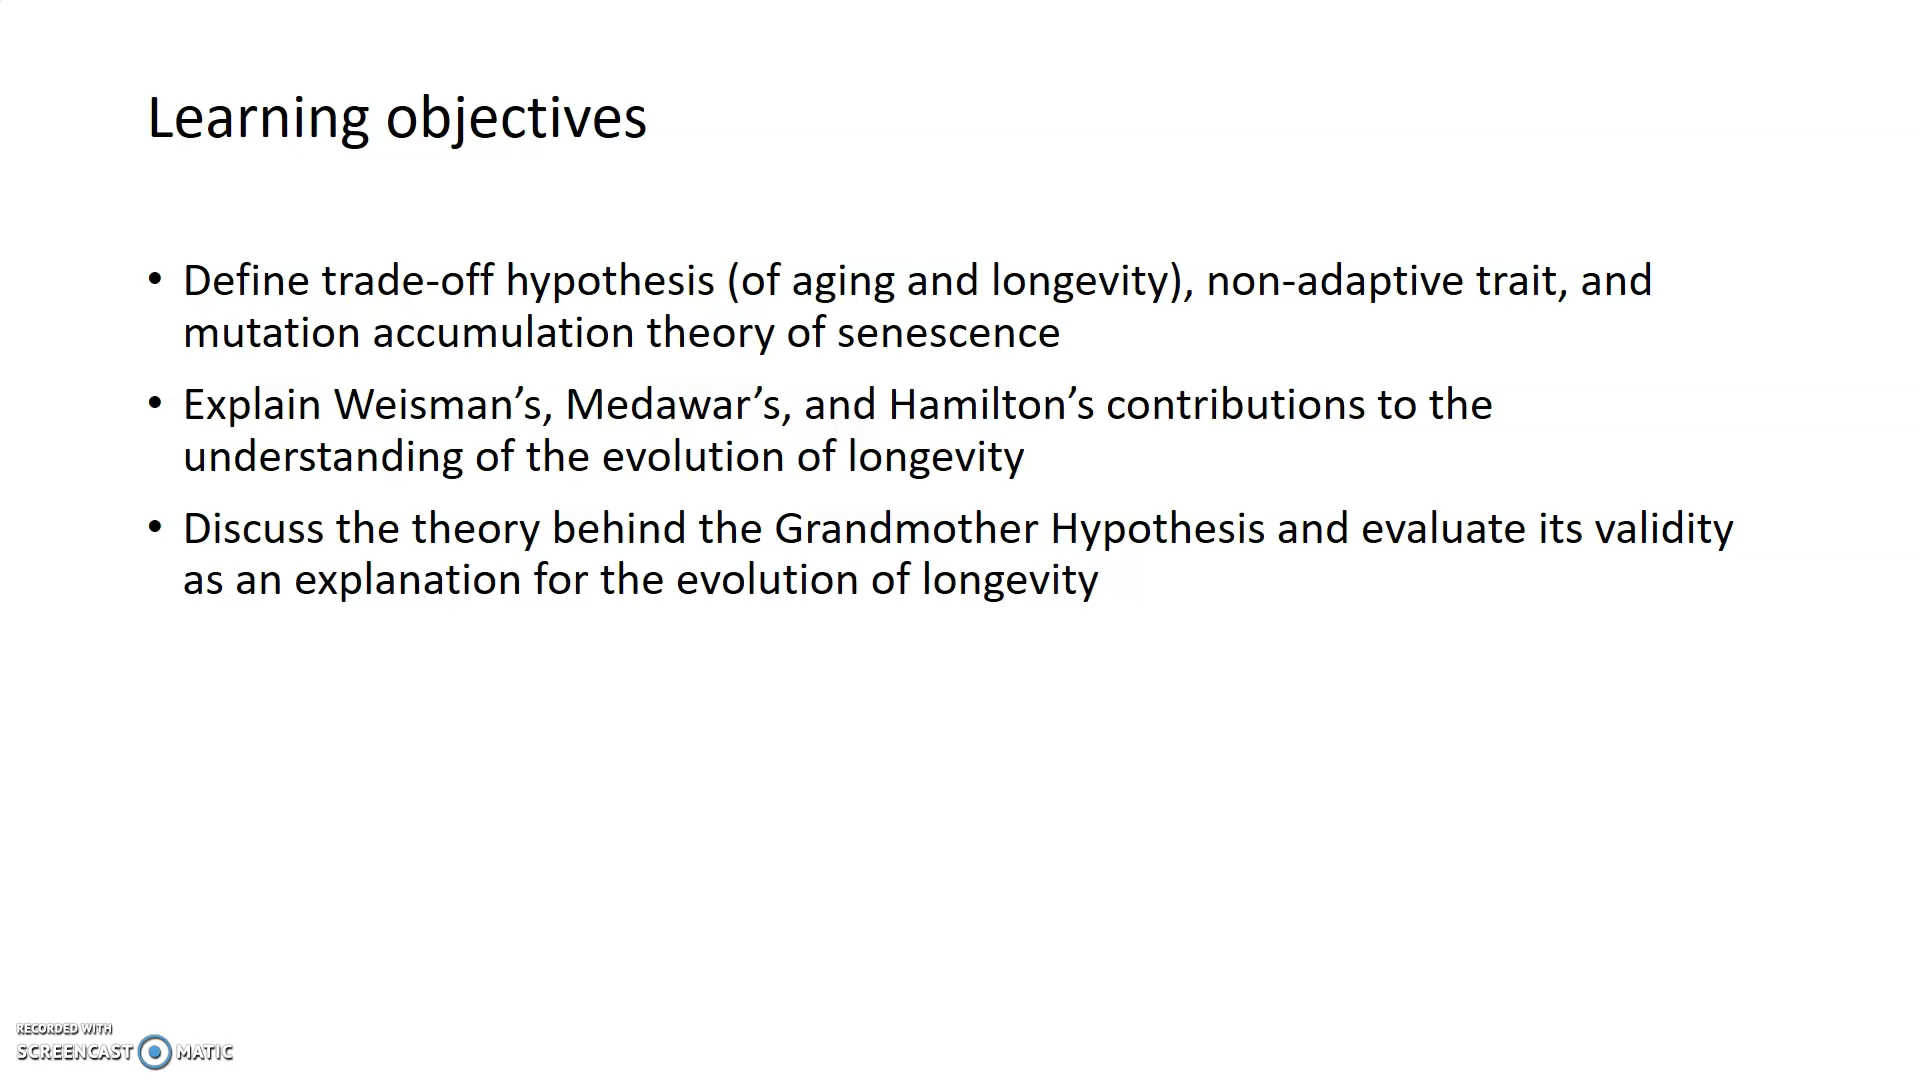 Learning objectives
• Define trade-off hypothesis (of aging and longevity), non-adaptive trait, and
mutation accumulation theory of senescence
• Explain Weisman’s, Medawar’s, and Hamilton’s contributions to the
understanding of the evolution of longevity
• Discuss the theory behind the Grandmother Hypothesis and evaluate its validity
as an explanation for the evolution of longevity
RECORDED WITH
SCREENCAST MATIC